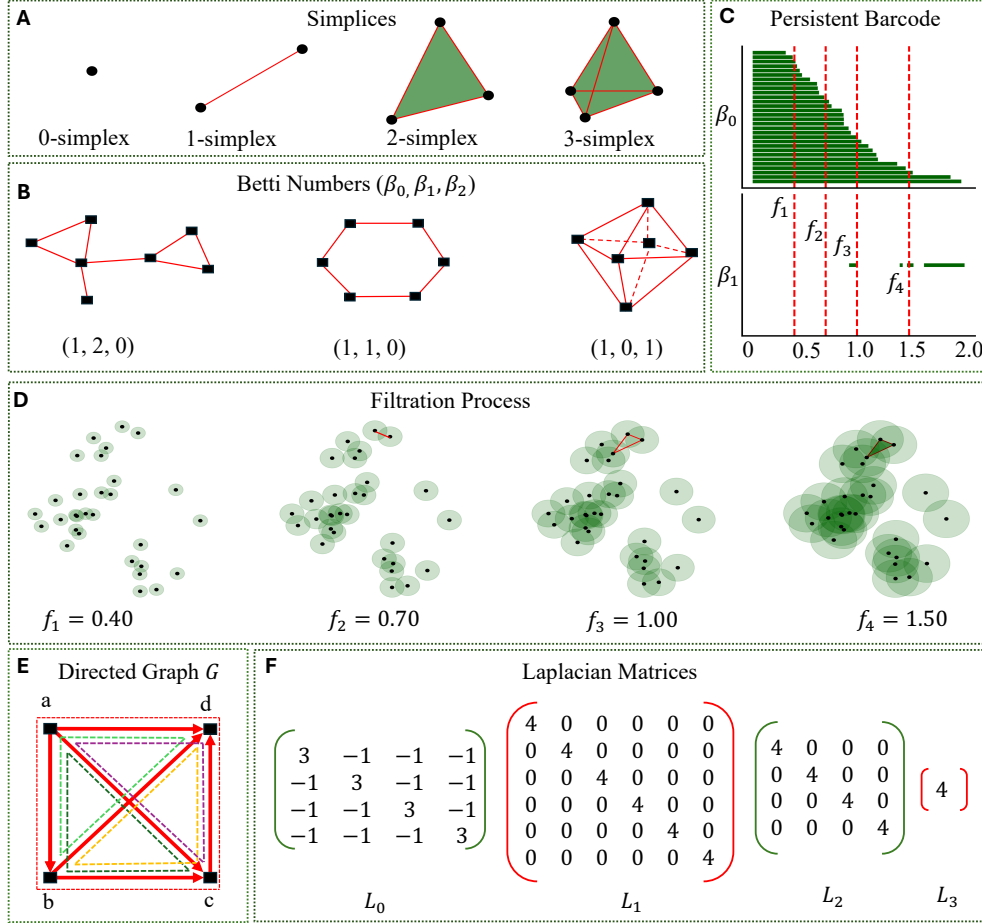 A
Simplices
0-simplex
1-simplex
2-simplex
3-simplex
B
Betti Numbers (β0, β1, β2)
(1, 2, 0)
(1, 1, 0)
(1, 0, 1)
C
Persistent Barcode
β0
f1
f2
f3
β1
f4
0 0.5 1.0 1.5 2.0
D
Filtration Process
f1 = 0.40
f2 = 0.70
f3 = 1.00
f4 = 1.50
E
Directed Graph G
a d
b c
F
Laplacian Matrices
3 −1 −1 −1
−1 3 −1 −1
−1 −1 3 −1
−1 −1 −1 3
L0
4 0 0 0 0 0
0 4 0 0 0 0
0 0 4 0 0 0
0 0 0 4 0 0
0 0 0 0 4 0
0 0 0 0 0 4
L1
4 0 0 0
0 4 0 0
0 0 4 0
0 0 0 4
L2
4
L3